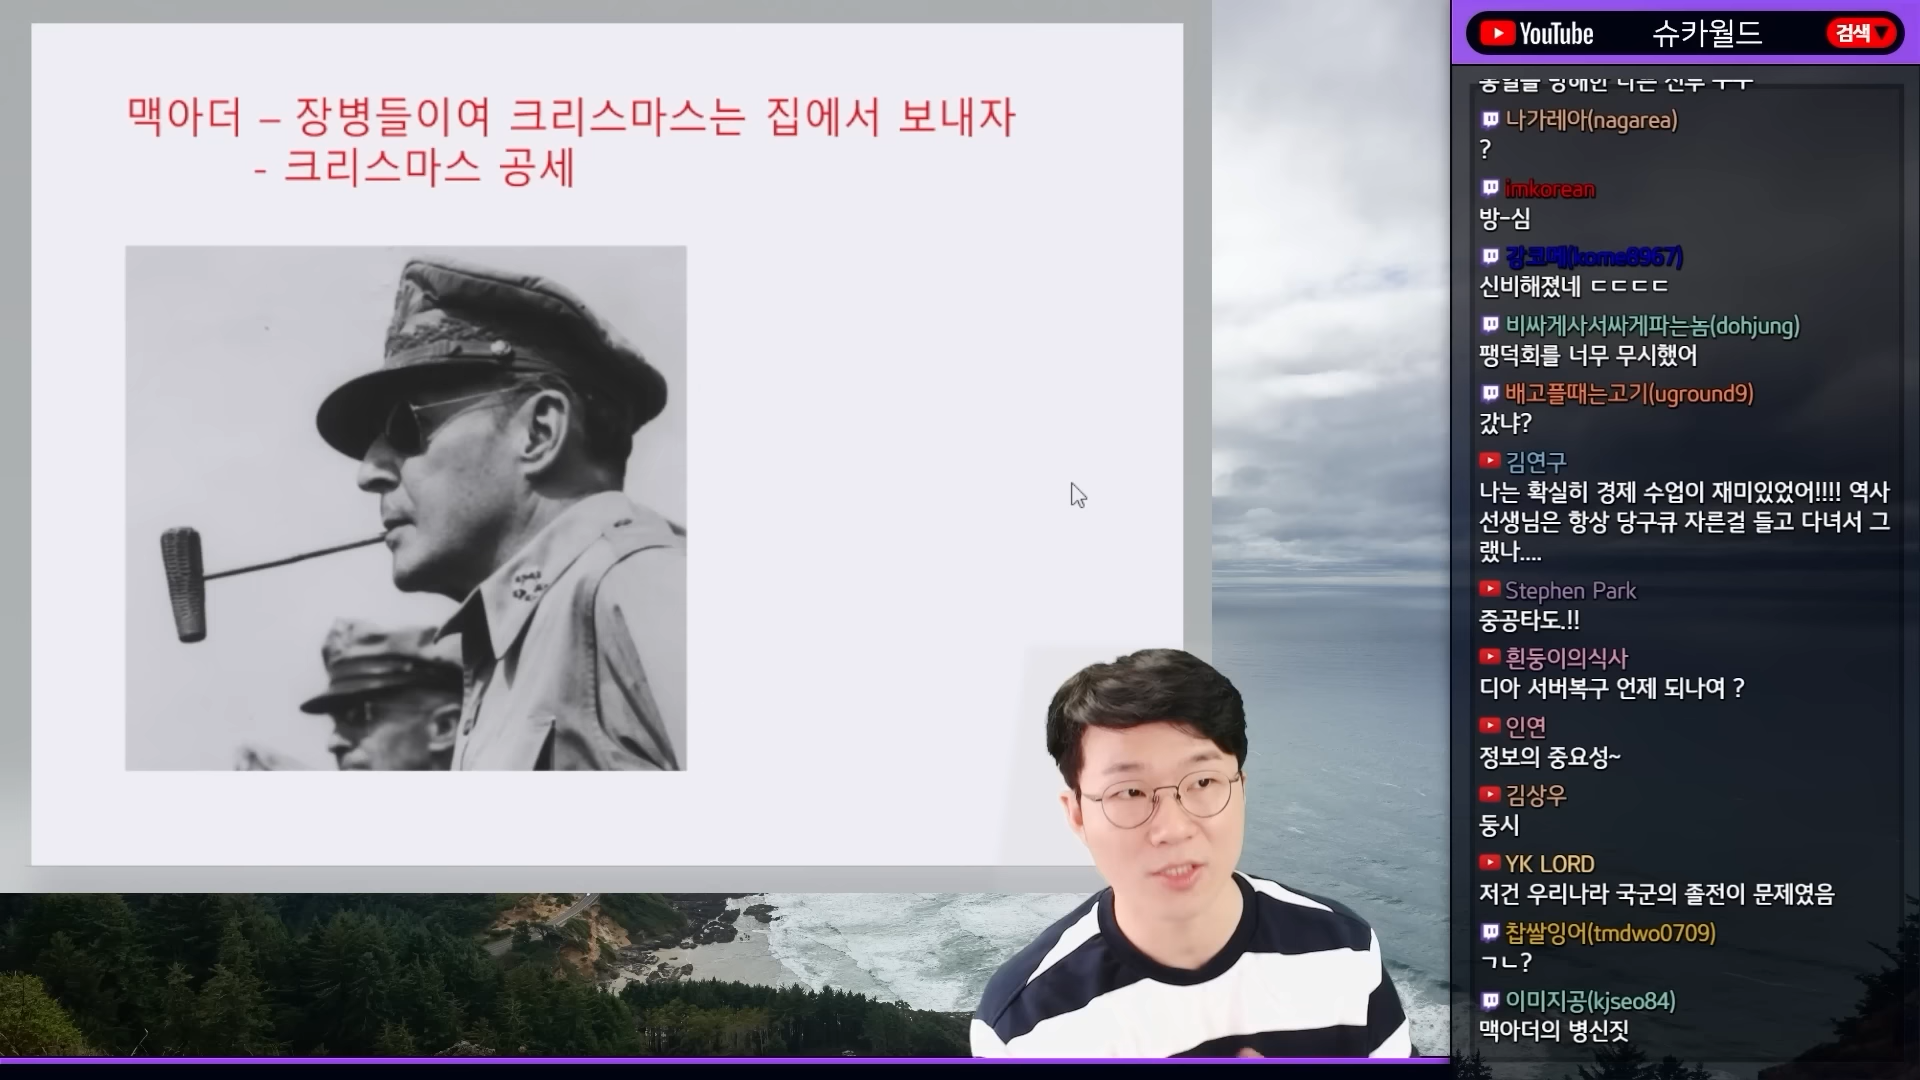 맥아더 – 장병들이여 크리스마스는 집에서 보내자
- 크리스마스 공세
YouTube 슈카월드 검색
나가레아(nagarea)
?
imkorean
방-심
강코메(kome8967)
신비해졌네 ㄷㄷㄷㄷ
비싸게사서싸게파는놈(dohjung)
팽덕회를 너무 무시했어
배고플때는고기(uground9)
갔냐?
김연구
나는 확실히 경제 수업이 재미있었어!!!! 역사
선생님은 항상 당구큐 자른걸 들고 다녀서 그
랬나....
Stephen Park
중공타도.!!
흰둥이의식사
디아 서버복구 언제 되나여 ?
인연
정보의 중요성~
김상우
둥시
YK LORD
저건 우리나라 국군의 졸전이 문제였음
찹쌀잉어(tmdwo0709)
ㄱㄴ?
이미지공(kjseo84)
맥아더의 병신짓